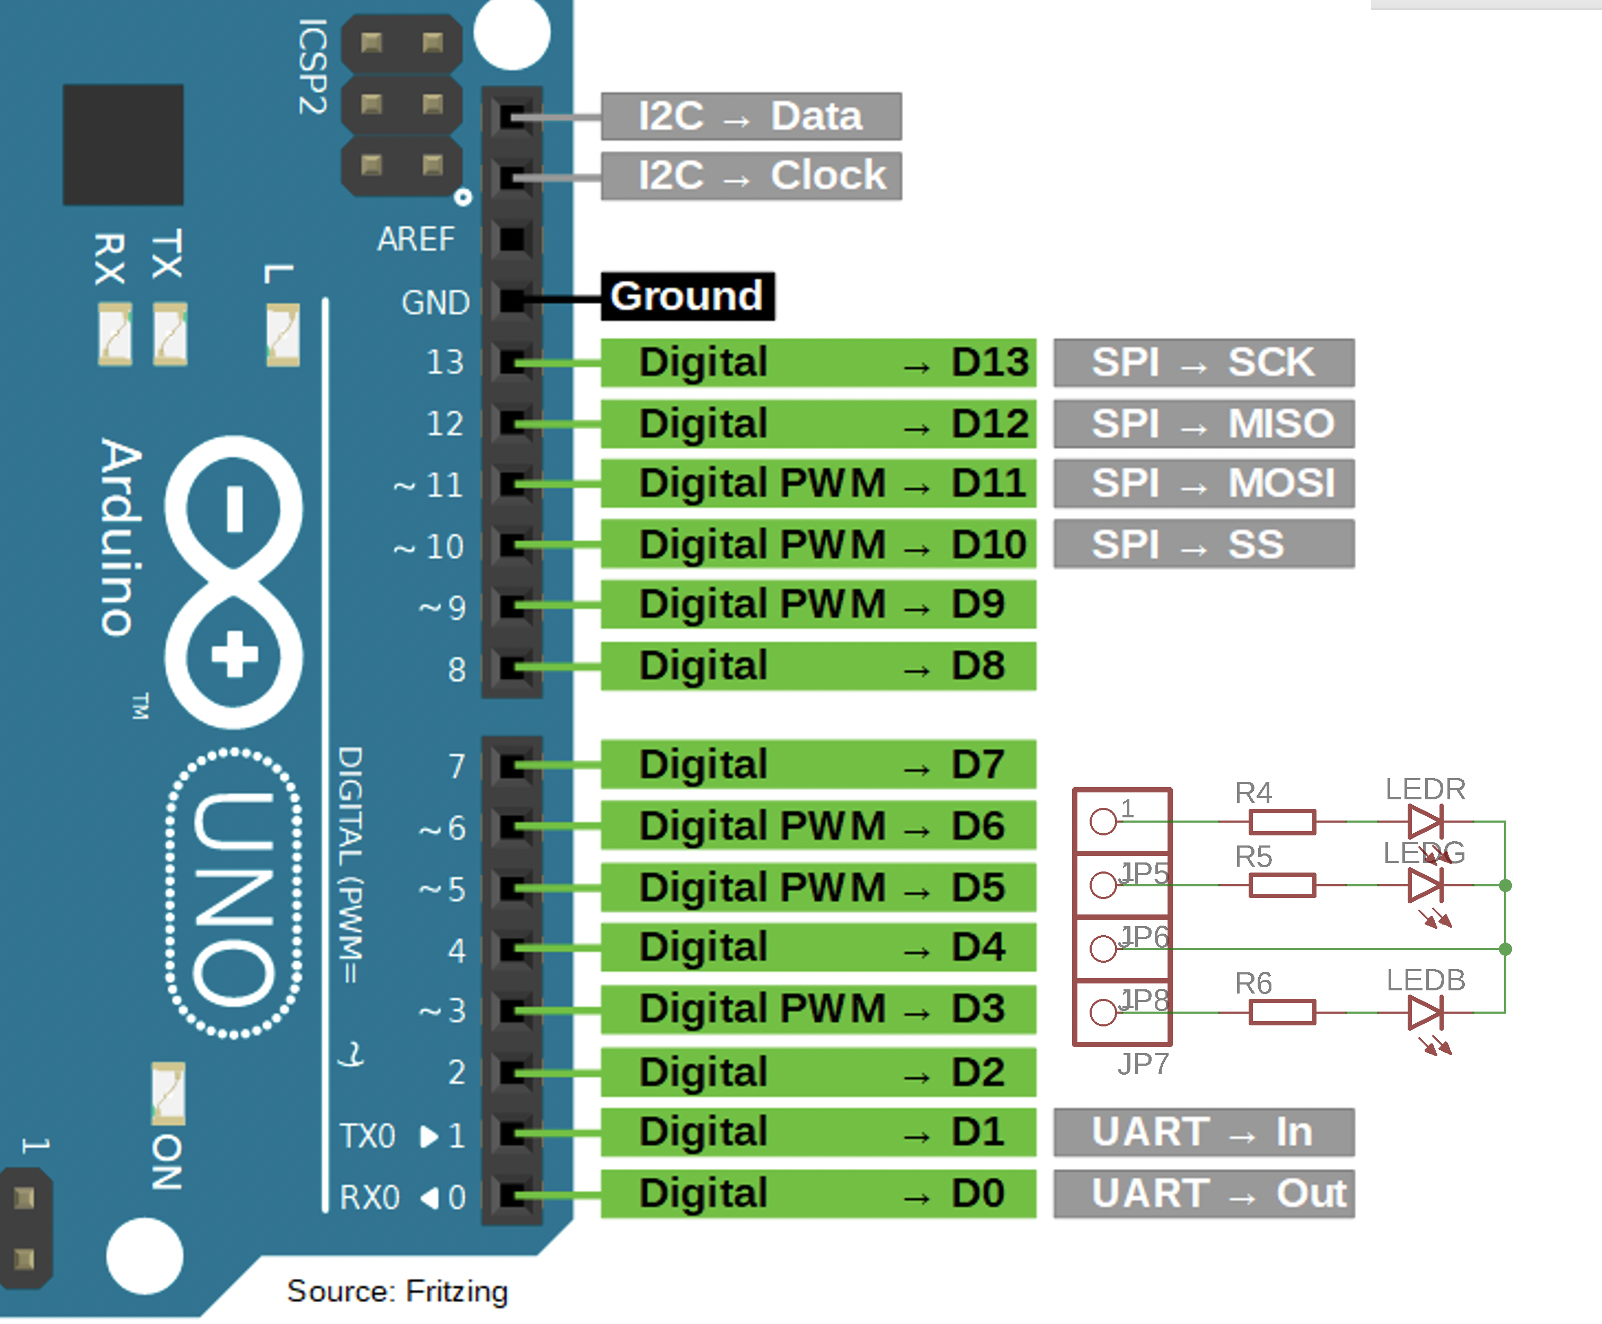 ICSP2
I2C → Data
I2C → Clock
AREF
RX
TX
L
GND
Ground
13
Digital → D13
SPI → SCK
12
Digital → D12
SPI → MISO
~ 11
Digital PWM → D11
SPI → MOSI
~ 10
Digital PWM → D10
SPI → SS
~ 9
Digital PWM → D9
8
Digital → D8
Arduino
TM
UNO
DIGITAL (PWM= ~)
7
Digital → D7
~ 6
Digital PWM → D6
~ 5
Digital PWM → D5
4
Digital → D4
~ 3
Digital PWM → D3
2
Digital → D2
TX0 ▶ 1
Digital → D1
UART → In
RX0 ◀ 0
Digital → D0
UART → Out
1
R4
LEDR
1
JP5
R5
LEDG
1
JP6
1
JP8
R6
LEDB
JP7
ON
1
Source: Fritzing